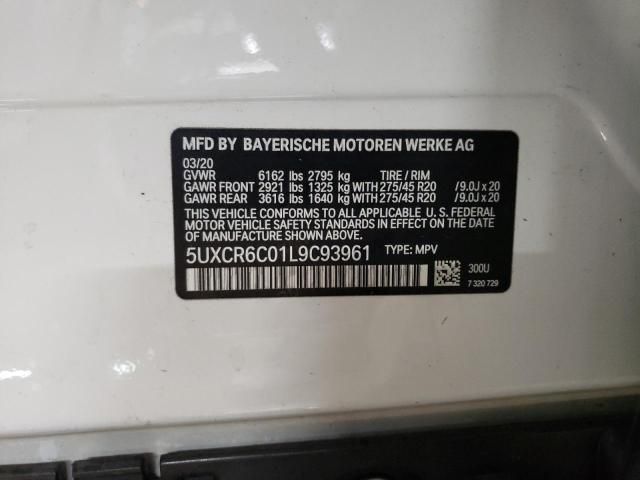 MFD BY BAYERISCHE MOTOREN WERKE AG
03/20
GVWR 6162 lbs 2795 kg TIRE / RIM
GAWR FRONT 2921 lbs 1325 kg WITH 275/45 R20 /9.0J x 20
GAWR REAR 3616 lbs 1640 kg WITH 275/45 R20 /9.0J x 20
THIS VEHICLE CONFORMS TO ALL APPLICABLE U. S. FEDERAL
MOTOR VEHICLE SAFETY STANDARDS IN EFFECT ON THE DATE
OF MANUFACTURE SHOWN ABOVE.
5UXCR6C01L9C93961 TYPE: MPV
300U
7 320 729